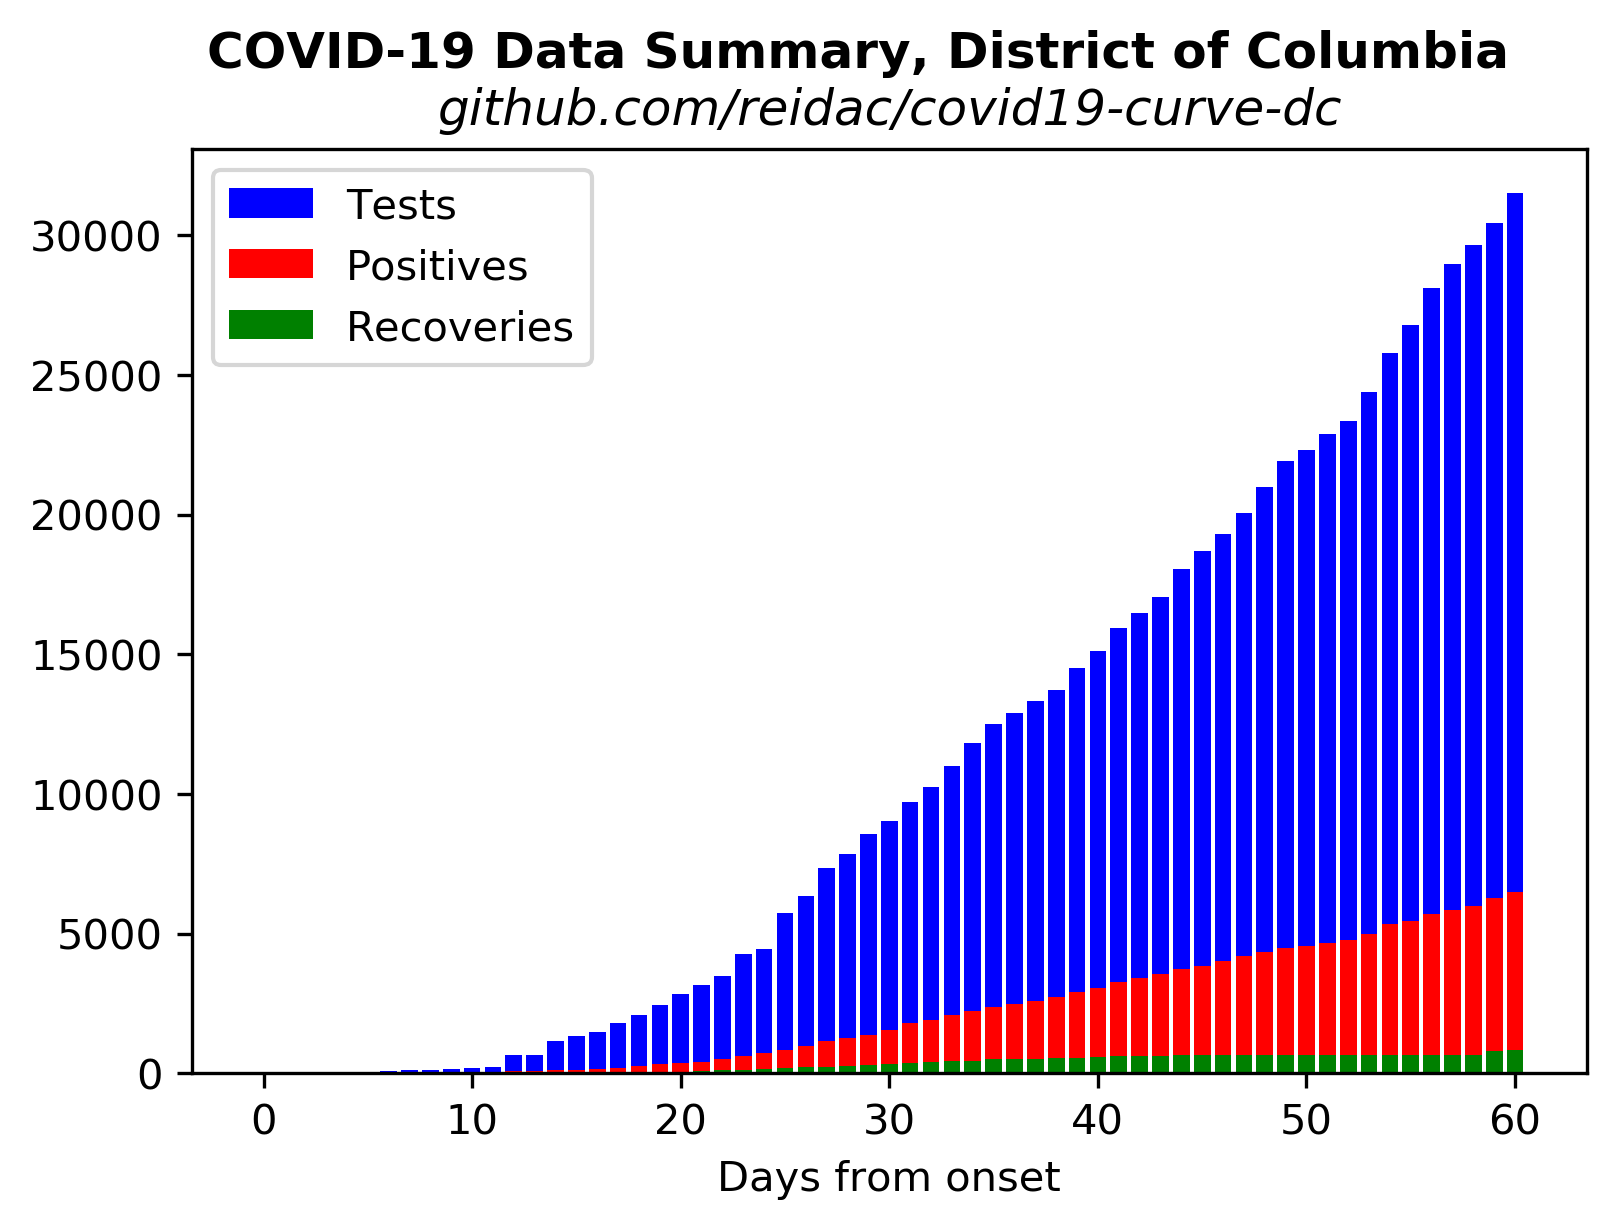 COVID-19 Data Summary, District of Columbia
github.com/reidac/covid19-curve-dc
Tests
Positives
Recoveries
30000
25000
20000
15000
10000
5000
0
0 10 20 30 40 50 60
Days from onset